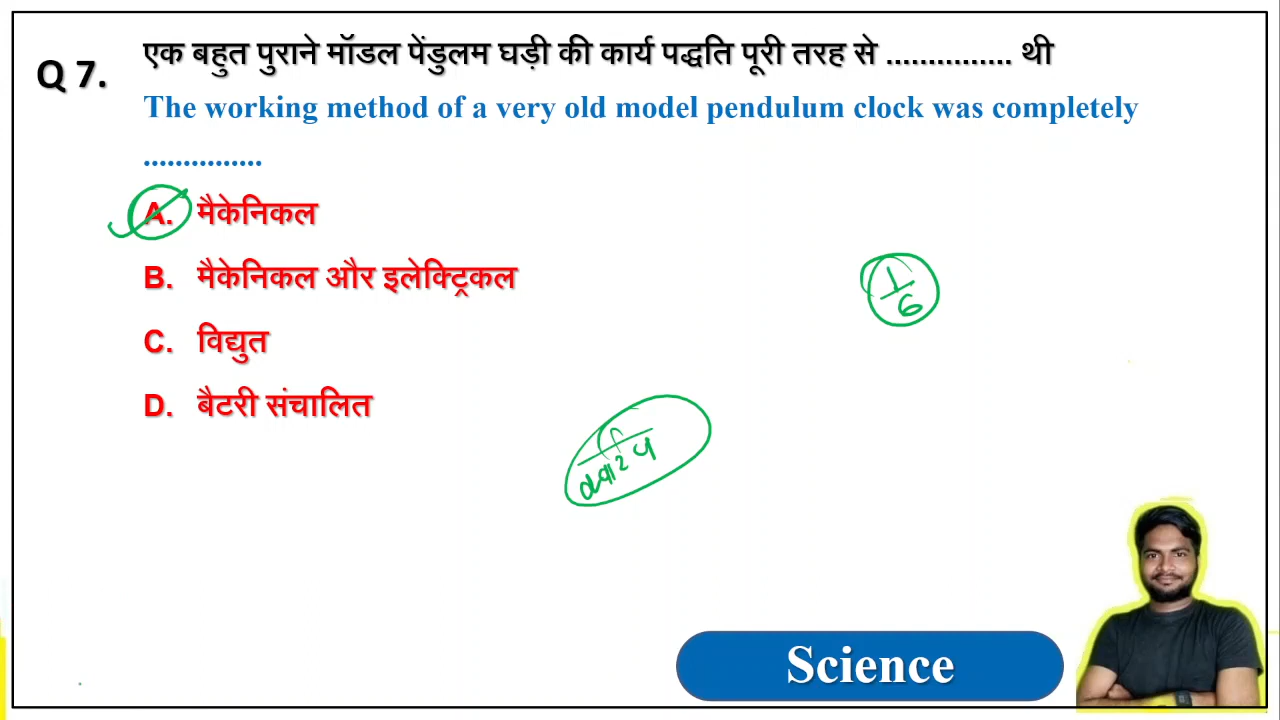 Q 7.
एक बहुत पुराने मॉडल पेंडुलम घड़ी की कार्य पद्धति पूरी तरह से ............... थी
The working method of a very old model pendulum clock was completely
...............
A. मैकेनिकल
B. मैकेनिकल और इलेक्ट्रिकल
C. विद्युत
D. बैटरी संचालित
1
6
Science